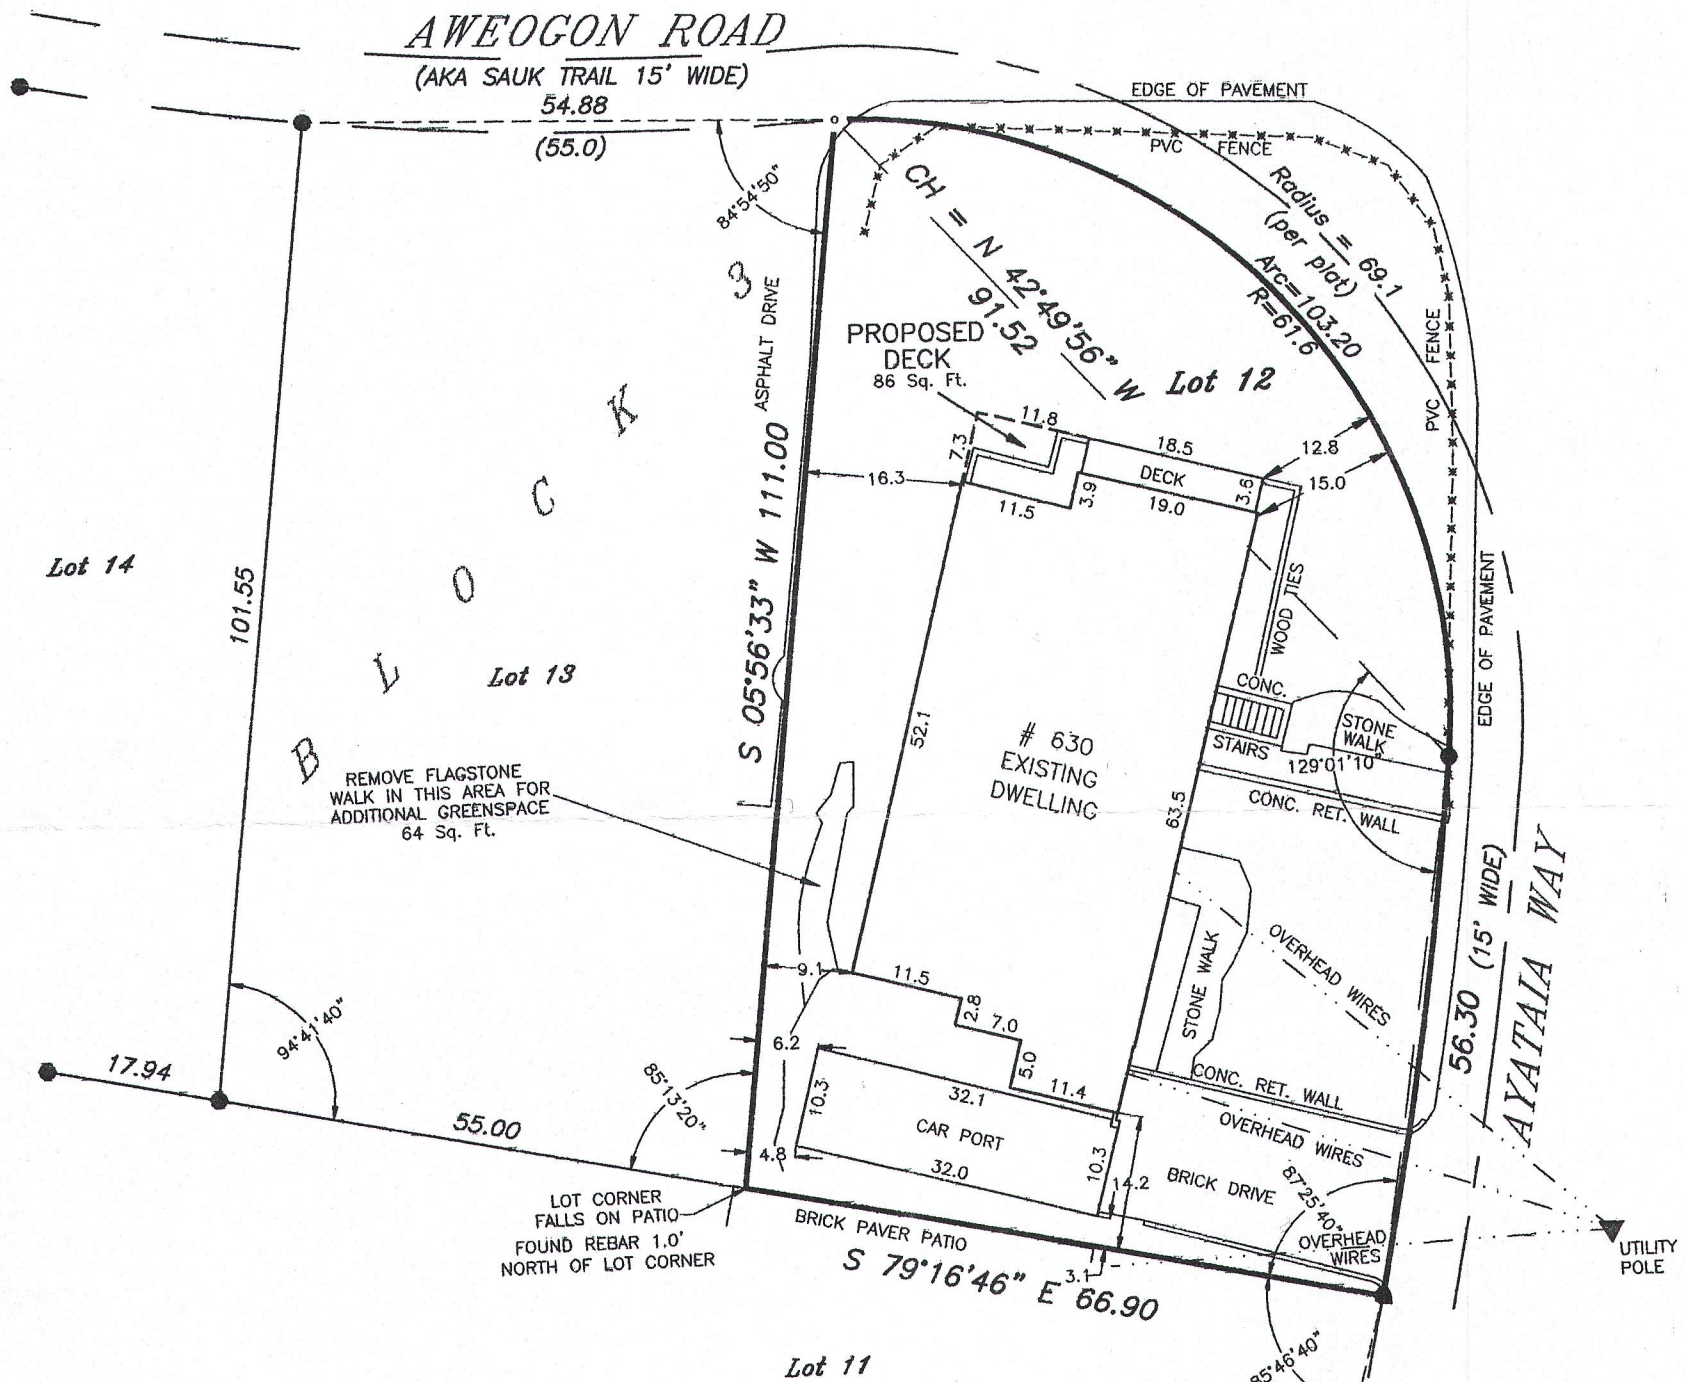 AWEOGON ROAD
(AKA SAUK TRAIL 15' WIDE)
54.88
(55.0)
EDGE OF PAVEMENT
PVC FENCE
84°54'50"
CH = N 42°49'56" W
91.52
Radius = 69.1
(per plat)
Arc=103.20
R=61.6
PVC FENCE
Lot 12
PROPOSED
DECK
86 Sq. Ft.
ASPHALT DRIVE
S 05°56'33" W 111.00
BLOCK 3
11.8
7.3
18.5
DECK
12.8
15.0
16.3
11.5
3.9
19.0
3.6
Lot 14
101.55
Lot 13
WOOD TIES
EDGE OF PAVEMENT
CONC.
STAIRS
STONE
WALK
129°01'10"
CONC. RET. WALL
52.1
# 630
EXISTING
DWELLING
63.5
REMOVE FLAGSTONE
WALK IN THIS AREA FOR
ADDITIONAL GREENSPACE
64 Sq. Ft.
OVERHEAD WIRES
STONE WALK
56.30 (15' WIDE)
AYATAIA WAY
9.1
11.5
2.8
7.0
5.0
11.4
94°41'40"
17.94
55.00
85°13'20"
6.2
10.3
32.1
CAR PORT
32.0
4.8
10.3
14.2
CONC. RET. WALL
OVERHEAD WIRES
BRICK DRIVE
87°25'40"
OVERHEAD
WIRES
UTILITY
POLE
LOT CORNER
FALLS ON PATIO
FOUND REBAR 1.0'
NORTH OF LOT CORNER
BRICK PAVER PATIO
S 79°16'46" E 66.90
3.1
85°46'40"
Lot 11